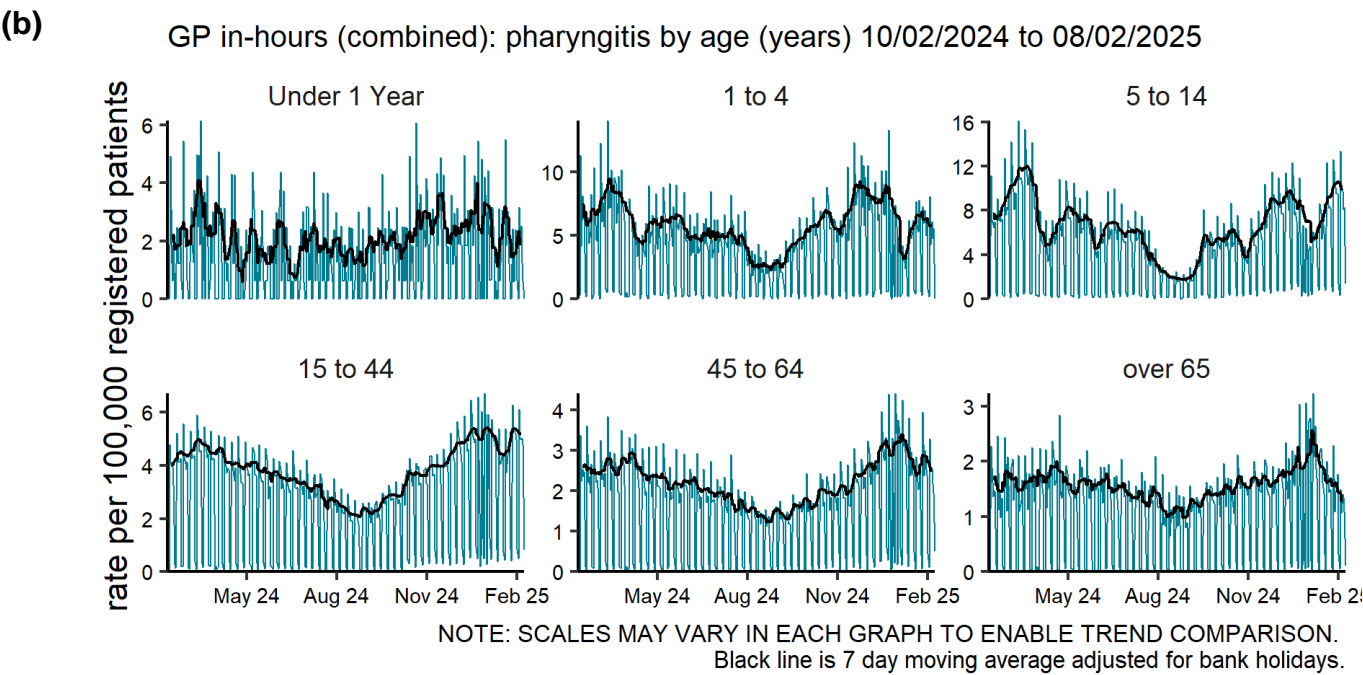 (b)
GP in-hours (combined): pharyngitis by age (years) 10/02/2024 to 08/02/2025
rate per 100,000 registered patients
Under 1 Year
6
4
2
0
1 to 4
10
5
0
5 to 14
16
12
8
4
0
15 to 44
6
4
2
0
May 24 Aug 24 Nov 24 Feb 25
45 to 64
4
3
2
1
0
May 24 Aug 24 Nov 24 Feb 25
over 65
3
2
1
0
May 24 Aug 24 Nov 24 Feb 25
NOTE: SCALES MAY VARY IN EACH GRAPH TO ENABLE TREND COMPARISON.
Black line is 7 day moving average adjusted for bank holidays.